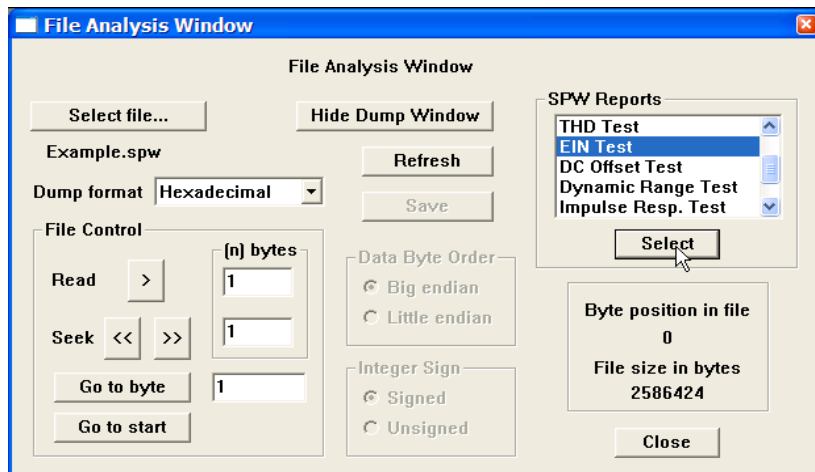 File Analysis Window
File Analysis Window
Select file...
Example.spw
Dump format Hexadecimal
Hide Dump Window
Refresh
Save
SPW Reports
THD Test
EIN Test
DC Offset Test
Dynamic Range Test
Impulse Resp. Test
Select
File Control
(n) bytes
Read > 1
Seek << >> 1
Go to byte 1
Go to start
Data Byte Order
Big endian
Little endian
Integer Sign
Signed
Unsigned
Byte position in file
0
File size in bytes
2586424
Close